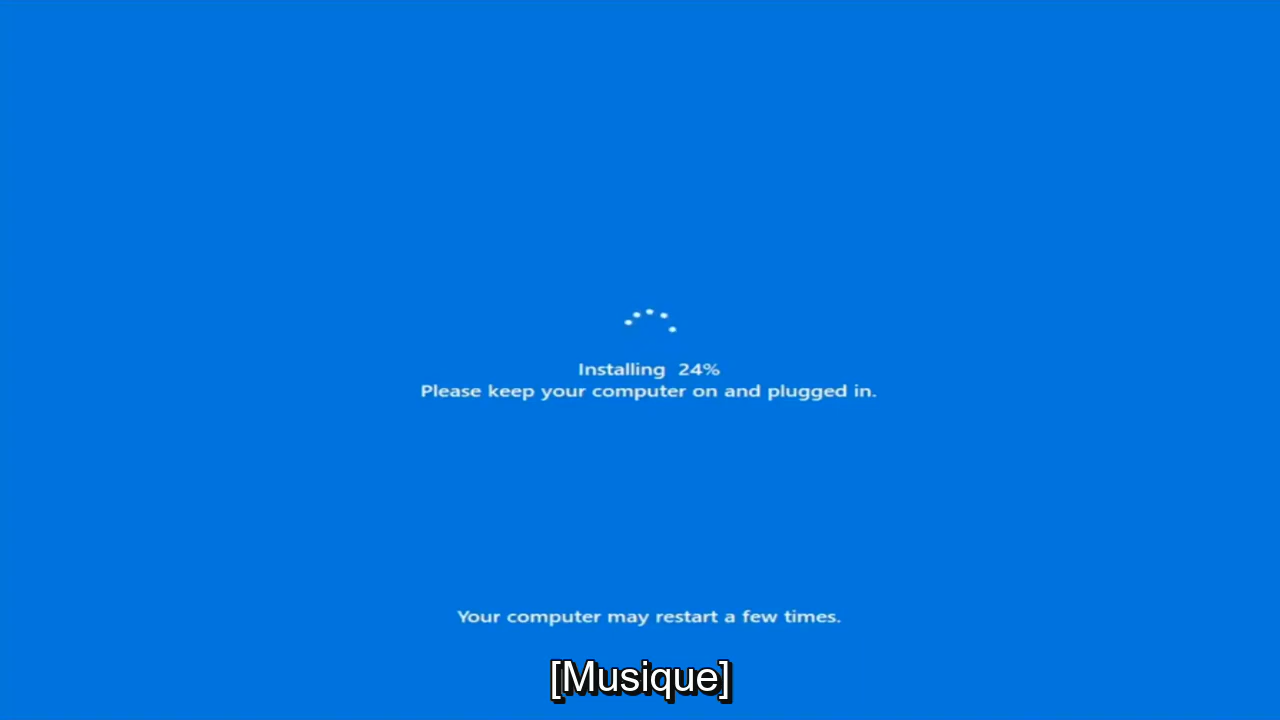 Installing 24%
Please keep your computer on and plugged in.
Your computer may restart a few times.
[Musique]